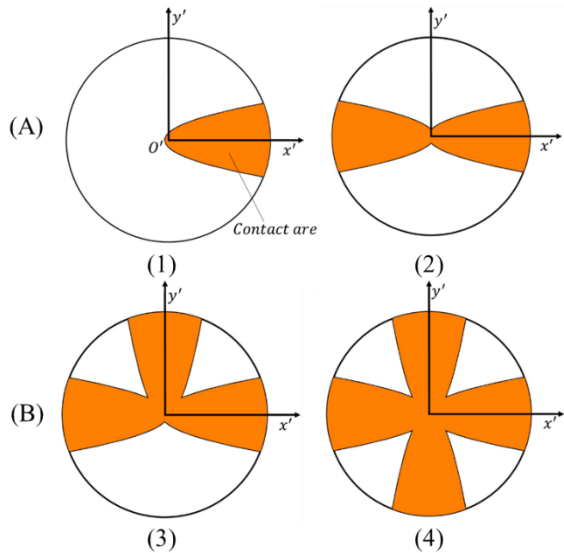 y'
y'
(A)
O'
x'
x'
Contact are
(1)
(2)
y'
y'
(B)
x'
x'
(3)
(4)